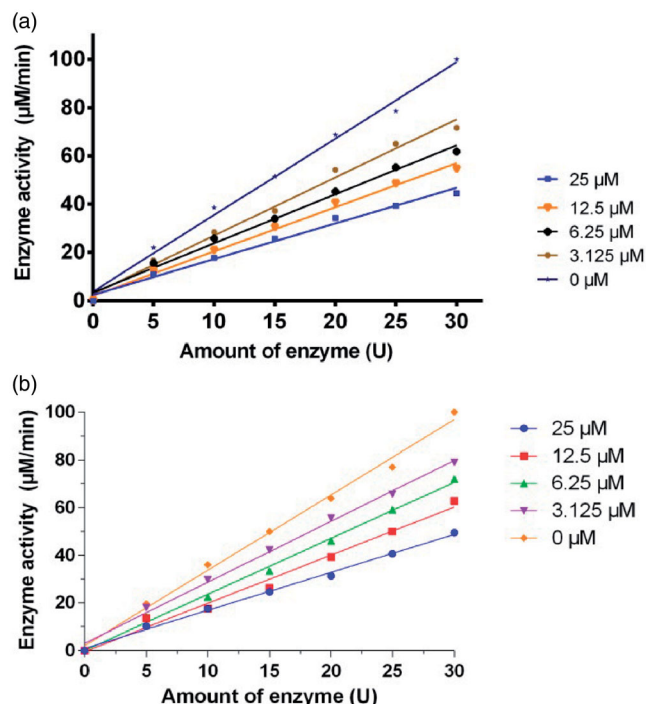 (a)
Enzyme activity (µM/min)
100
80
60
40
20
0
0 5 10 15 20 25 30
Amount of enzyme (U)
25 µM
12.5 µM
6.25 µM
3.125 µM
0 µM
(b)
Enzyme activity (µM/min)
100
80
60
40
20
0
0 5 10 15 20 25 30
Amount of enzyme (U)
25 µM
12.5 µM
6.25 µM
3.125 µM
0 µM